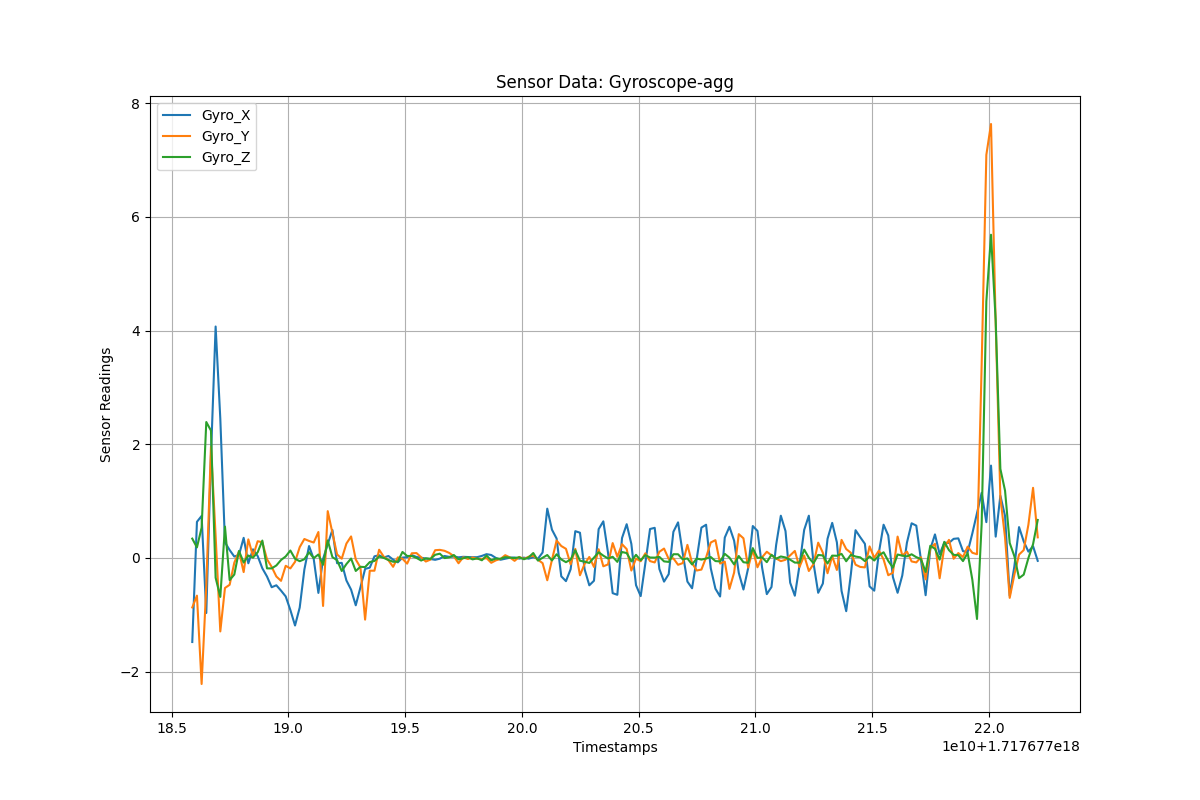 Sensor Data: Gyroscope-agg
Gyro_X
Gyro_Y
Gyro_Z
8
6
4
2
0
−2
Sensor Readings
18.5 19.0 19.5 20.0 20.5 21.0 21.5 22.0
Timestamps
1e10+1.717677e18